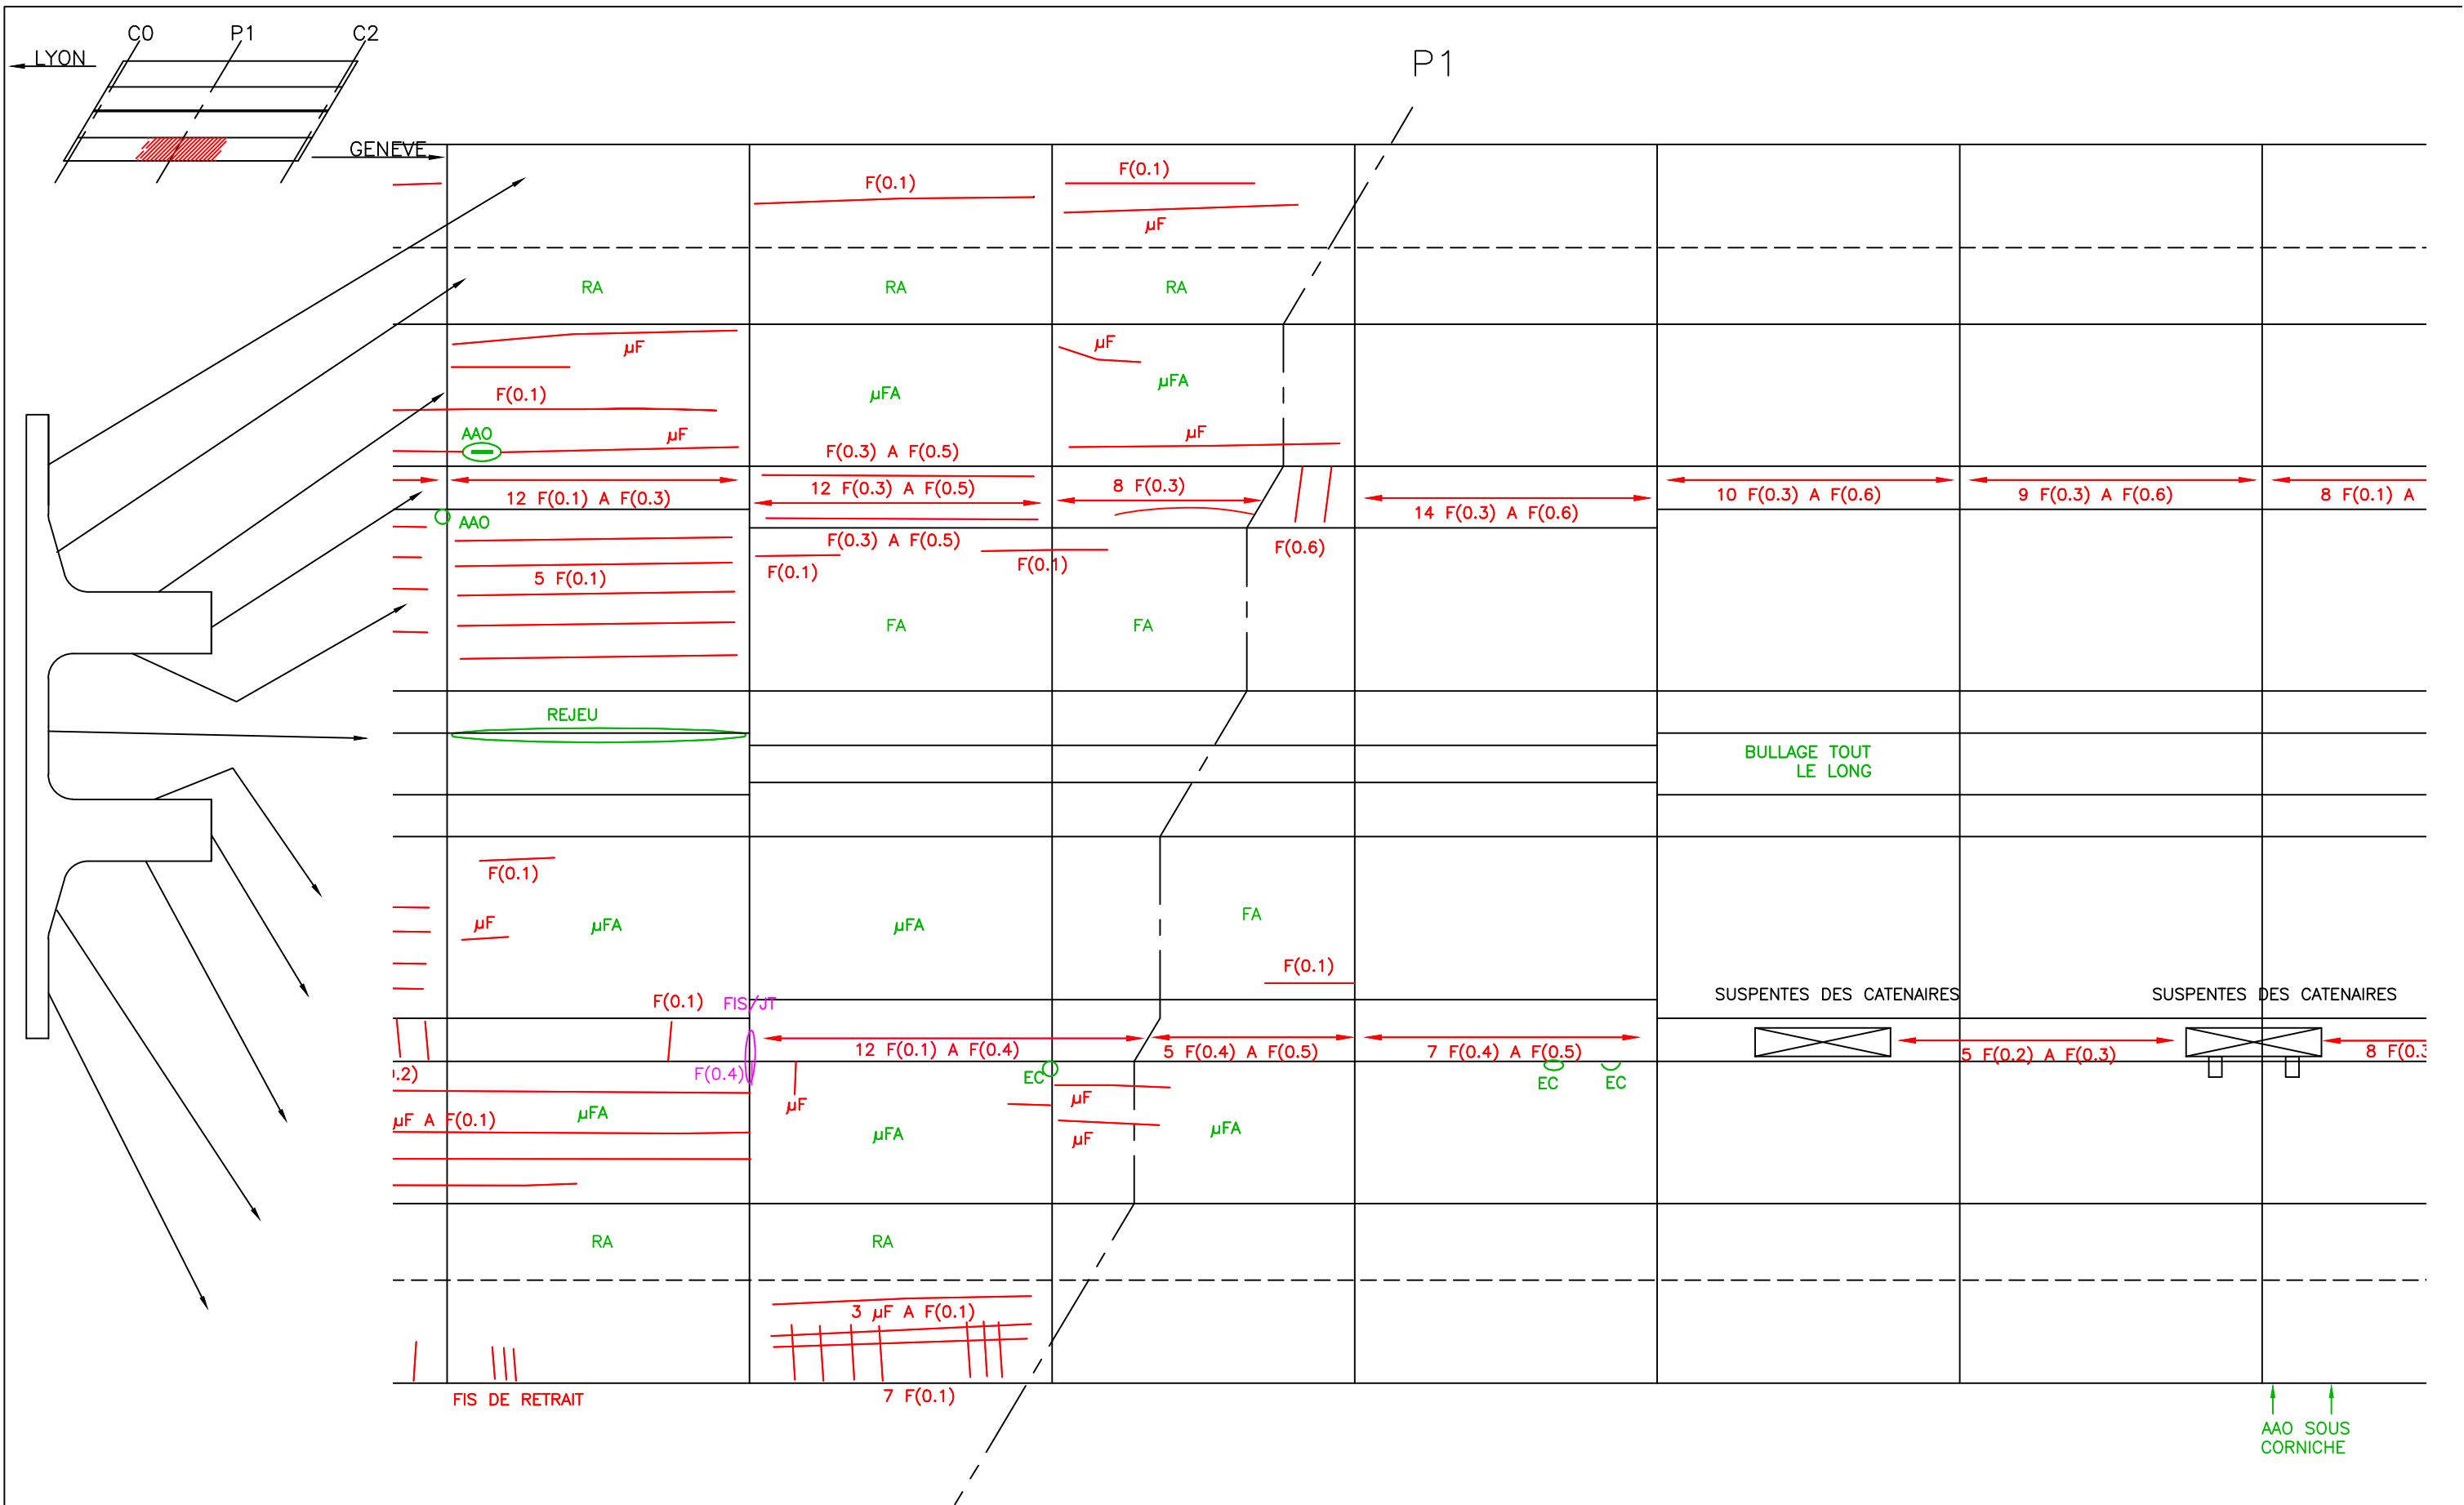 C0 P1 C2
LYON
P1
GENEVE
F(0.1)
F(0.1)
µF
RA RA RA
µF
µF
µFA
F(0.1)
µFA
AAO
µF
µF
F(0.3) A F(0.5)
12 F(0.1) A F(0.3)
12 F(0.3) A F(0.5)
8 F(0.3)
14 F(0.3) A F(0.6)
10 F(0.3) A F(0.6)
9 F(0.3) A F(0.6)
8 F(0.1) A
AAO
F(0.3) A F(0.5)
F(0.6)
5 F(0.1)
F(0.1)
F(0.1)
FA FA
REJEU
BULLAGE TOUT
LE LONG
F(0.1)
µF
µFA
µFA
FA
F(0.1)
F(0.1)
FIS/JT
SUSPENTES DES CATENAIRES
SUSPENTES DES CATENAIRES
12 F(0.1) A F(0.4)
5 F(0.4) A F(0.5)
7 F(0.4) A F(0.5)
5 F(0.2) A F(0.3)
8 F(0.3
.2)
F(0.4)
EC
EC
EC
µF A F(0.1)
µFA
µF
µF
µFA
µF
µFA
RA RA
3 µF A F(0.1)
FIS DE RETRAIT
7 F(0.1)
AAO SOUS
CORNICHE